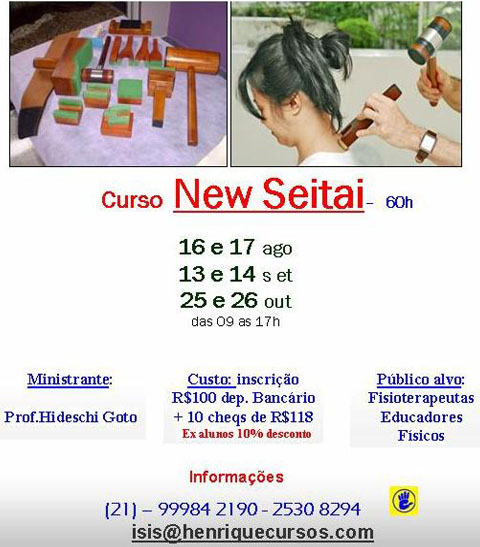 Curso New Seitai - 60h
16 e 17 ago
13 e 14 s et
25 e 26 out
das 09 as 17h
Ministrante:
Prof.Hideschi Goto
Custo: inscrição
R$100 dep. Bancário
+ 10 cheqs de R$118
Ex alunos 10% desconto
Público alvo:
Fisioterapeutas
Educadores
Físicos
Informações
(21) – 99984 2190 - 2530 8294
isis@henriquecursos.com